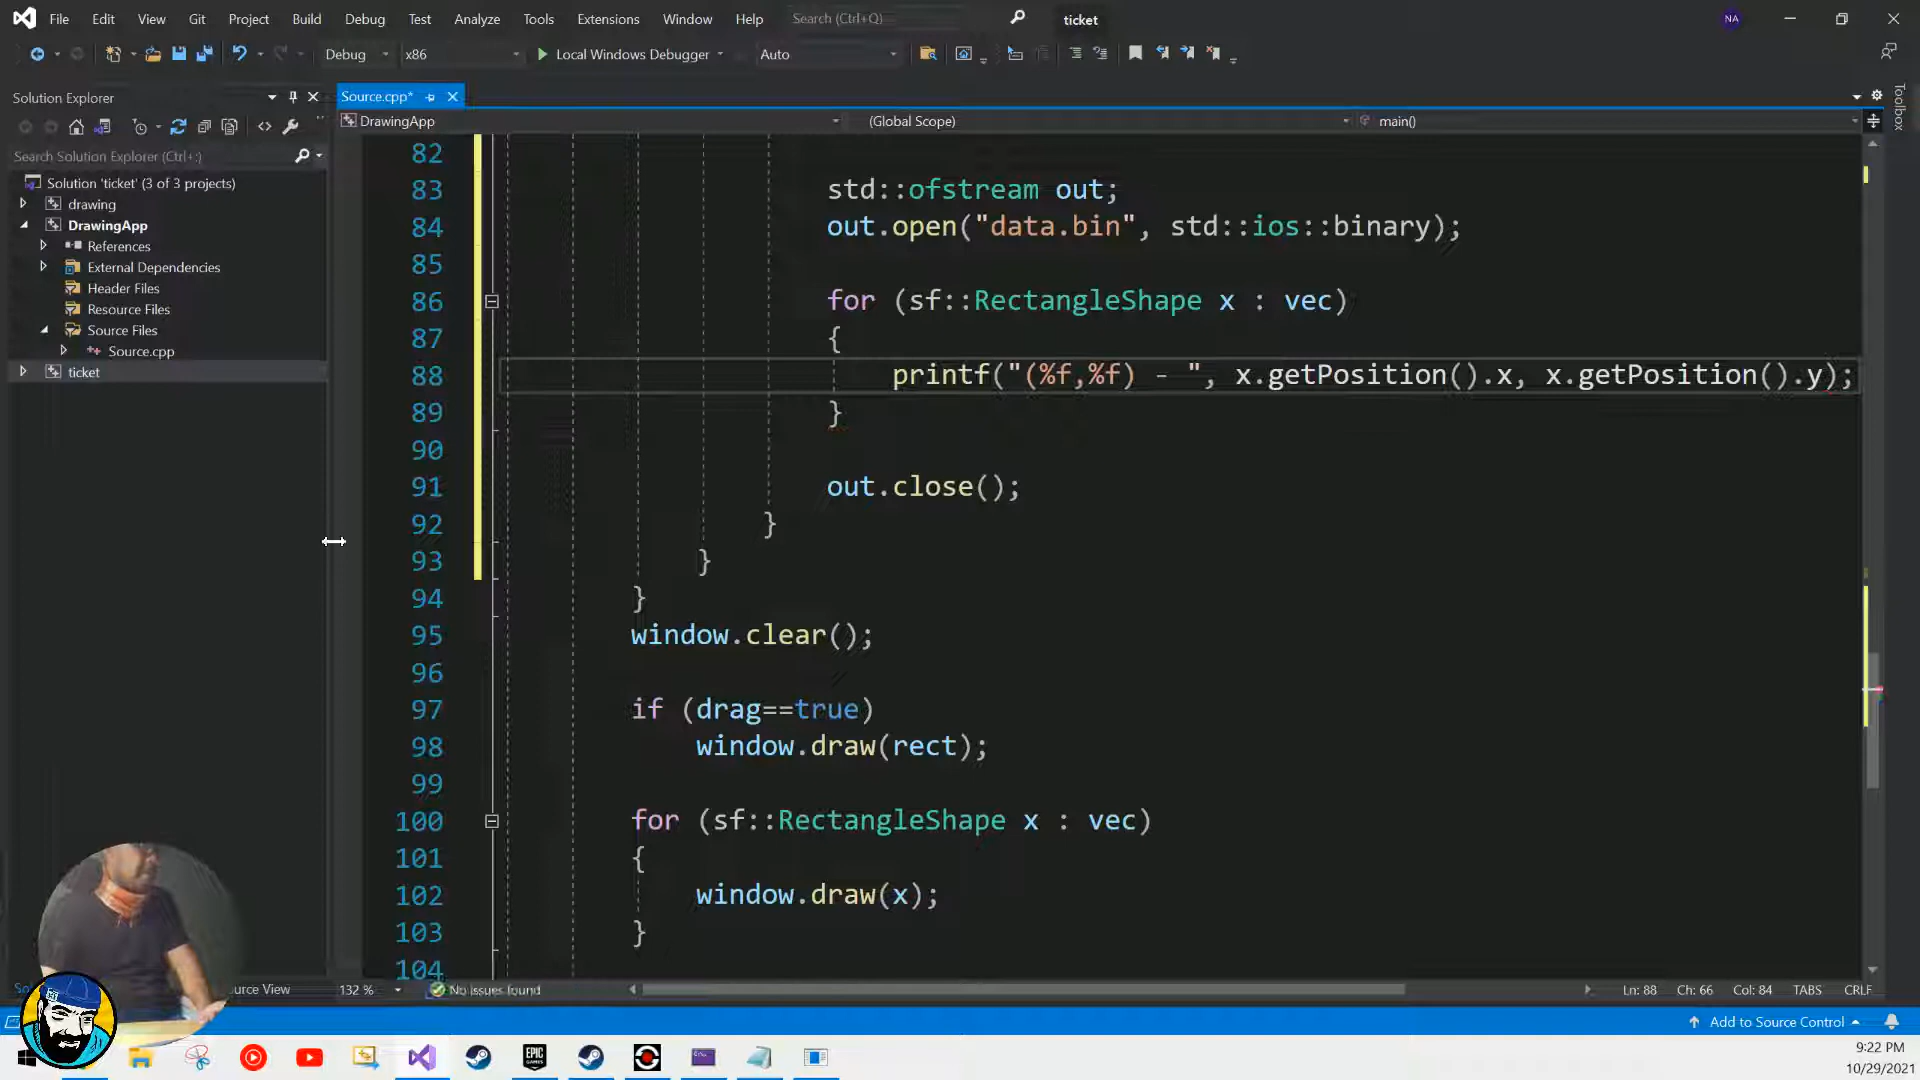 File Edit View Git Project Build Debug Test Analyze Tools Extensions Window Help Search (Ctrl+Q) ticket NA
Debug x86 Local Windows Debugger Auto
Solution Explorer
Source.cpp*
DrawingApp (Global Scope) main()
Search Solution Explorer (Ctrl+;)
Solution 'ticket' (3 of 3 projects)
drawing
DrawingApp
References
External Dependencies
Header Files
Resource Files
Source Files
Source.cpp
ticket
Toolbox
82
83 std::ofstream out;
84 out.open("data.bin", std::ios::binary);
85
86 for (sf::RectangleShape x : vec)
87 {
88 printf("(%f,%f) - ", x.getPosition().x, x.getPosition().y);
89 }
90
91 out.close();
92 }
93 }
94 }
95 window.clear();
96
97 if (drag==true)
98 window.draw(rect);
99
100 for (sf::RectangleShape x : vec)
101 {
102 window.draw(x);
103 }
104
View 132 % No issues found Ln: 88 Ch: 66 Col: 84 TABS CRLF
Add to Source Control
EPIC GAMES
9:22 PM
10/29/2021